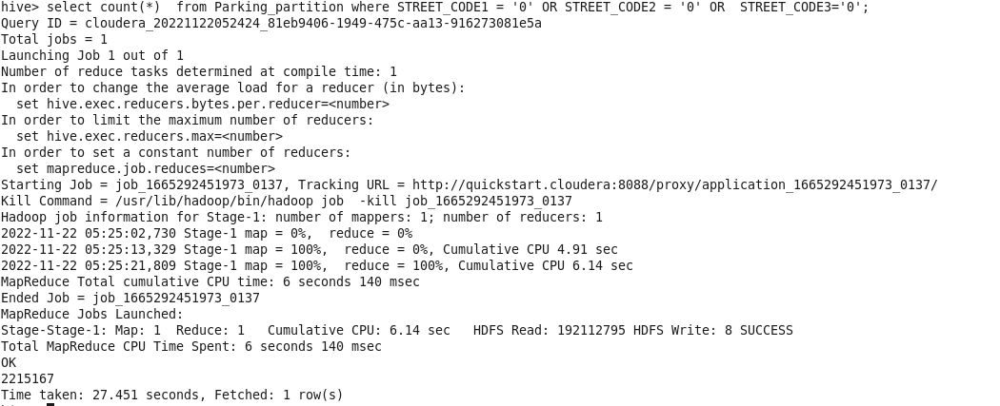 hive> select count(*)  from Parking_partition where STREET_CODE1 = '0' OR STREET_CODE2 = '0' OR  STREET_CODE3='0';
Query ID = cloudera_20221122052424_81eb9406-1949-475c-aa13-916273081e5a
Total jobs = 1
Launching Job 1 out of 1
Number of reduce tasks determined at compile time: 1
In order to change the average load for a reducer (in bytes):
  set hive.exec.reducers.bytes.per.reducer=<number>
In order to limit the maximum number of reducers:
  set hive.exec.reducers.max=<number>
In order to set a constant number of reducers:
  set mapreduce.job.reduces=<number>
Starting Job = job_1665292451973_0137, Tracking URL = http://quickstart.cloudera:8088/proxy/application_1665292451973_0137/
Kill Command = /usr/lib/hadoop/bin/hadoop job  -kill job_1665292451973_0137
Hadoop job information for Stage-1: number of mappers: 1; number of reducers: 1
2022-11-22 05:25:02,730 Stage-1 map = 0%,  reduce = 0%
2022-11-22 05:25:13,329 Stage-1 map = 100%,  reduce = 0%, Cumulative CPU 4.91 sec
2022-11-22 05:25:21,809 Stage-1 map = 100%,  reduce = 100%, Cumulative CPU 6.14 sec
MapReduce Total cumulative CPU time: 6 seconds 140 msec
Ended Job = job_1665292451973_0137
MapReduce Jobs Launched:
Stage-Stage-1: Map: 1  Reduce: 1   Cumulative CPU: 6.14 sec   HDFS Read: 192112795 HDFS Write: 8 SUCCESS
Total MapReduce CPU Time Spent: 6 seconds 140 msec
OK
2215167
Time taken: 27.451 seconds, Fetched: 1 row(s)